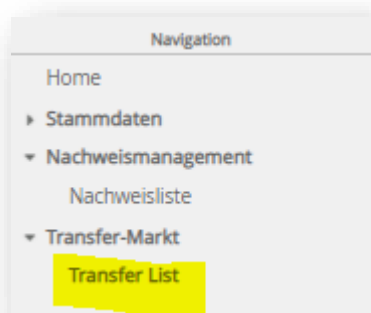 Navigation
Home
Stammdaten
Nachweismanagement
Nachweisliste
Transfer-Markt
Transfer List